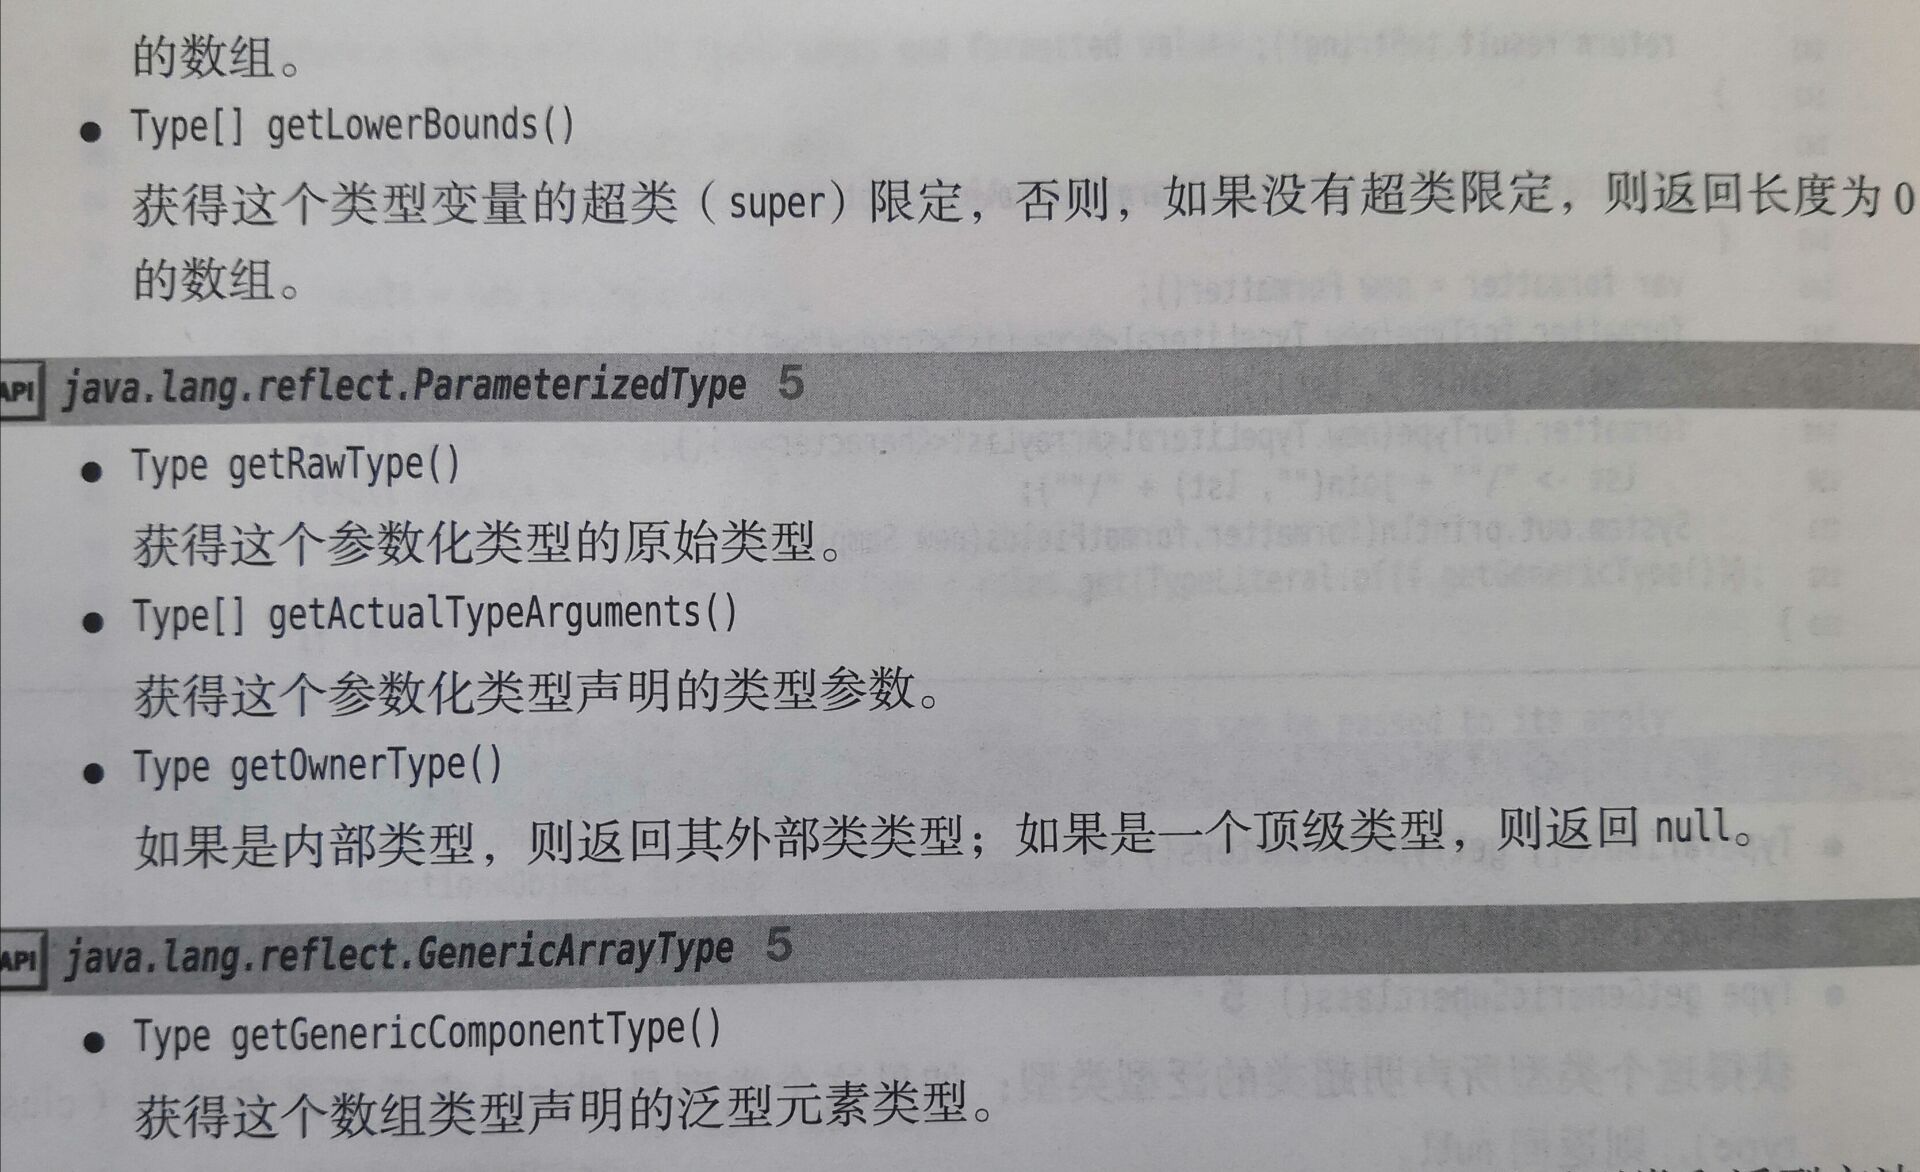 的数组。
● Type[] getLowerBounds()
获得这个类型变量的超类（super）限定，否则，如果没有超类限定，则返回长度为 0
的数组。
API java.lang.reflect.ParameterizedType 5
● Type getRawType()
获得这个参数化类型的原始类型。
● Type[] getActualTypeArguments()
获得这个参数化类型声明的类型参数。
● Type getOwnerType()
如果是内部类型，则返回其外部类类型；如果是一个顶级类型，则返回 null。
API java.lang.reflect.GenericArrayType 5
● Type getGenericComponentType()
获得这个数组类型声明的泛型元素类型。